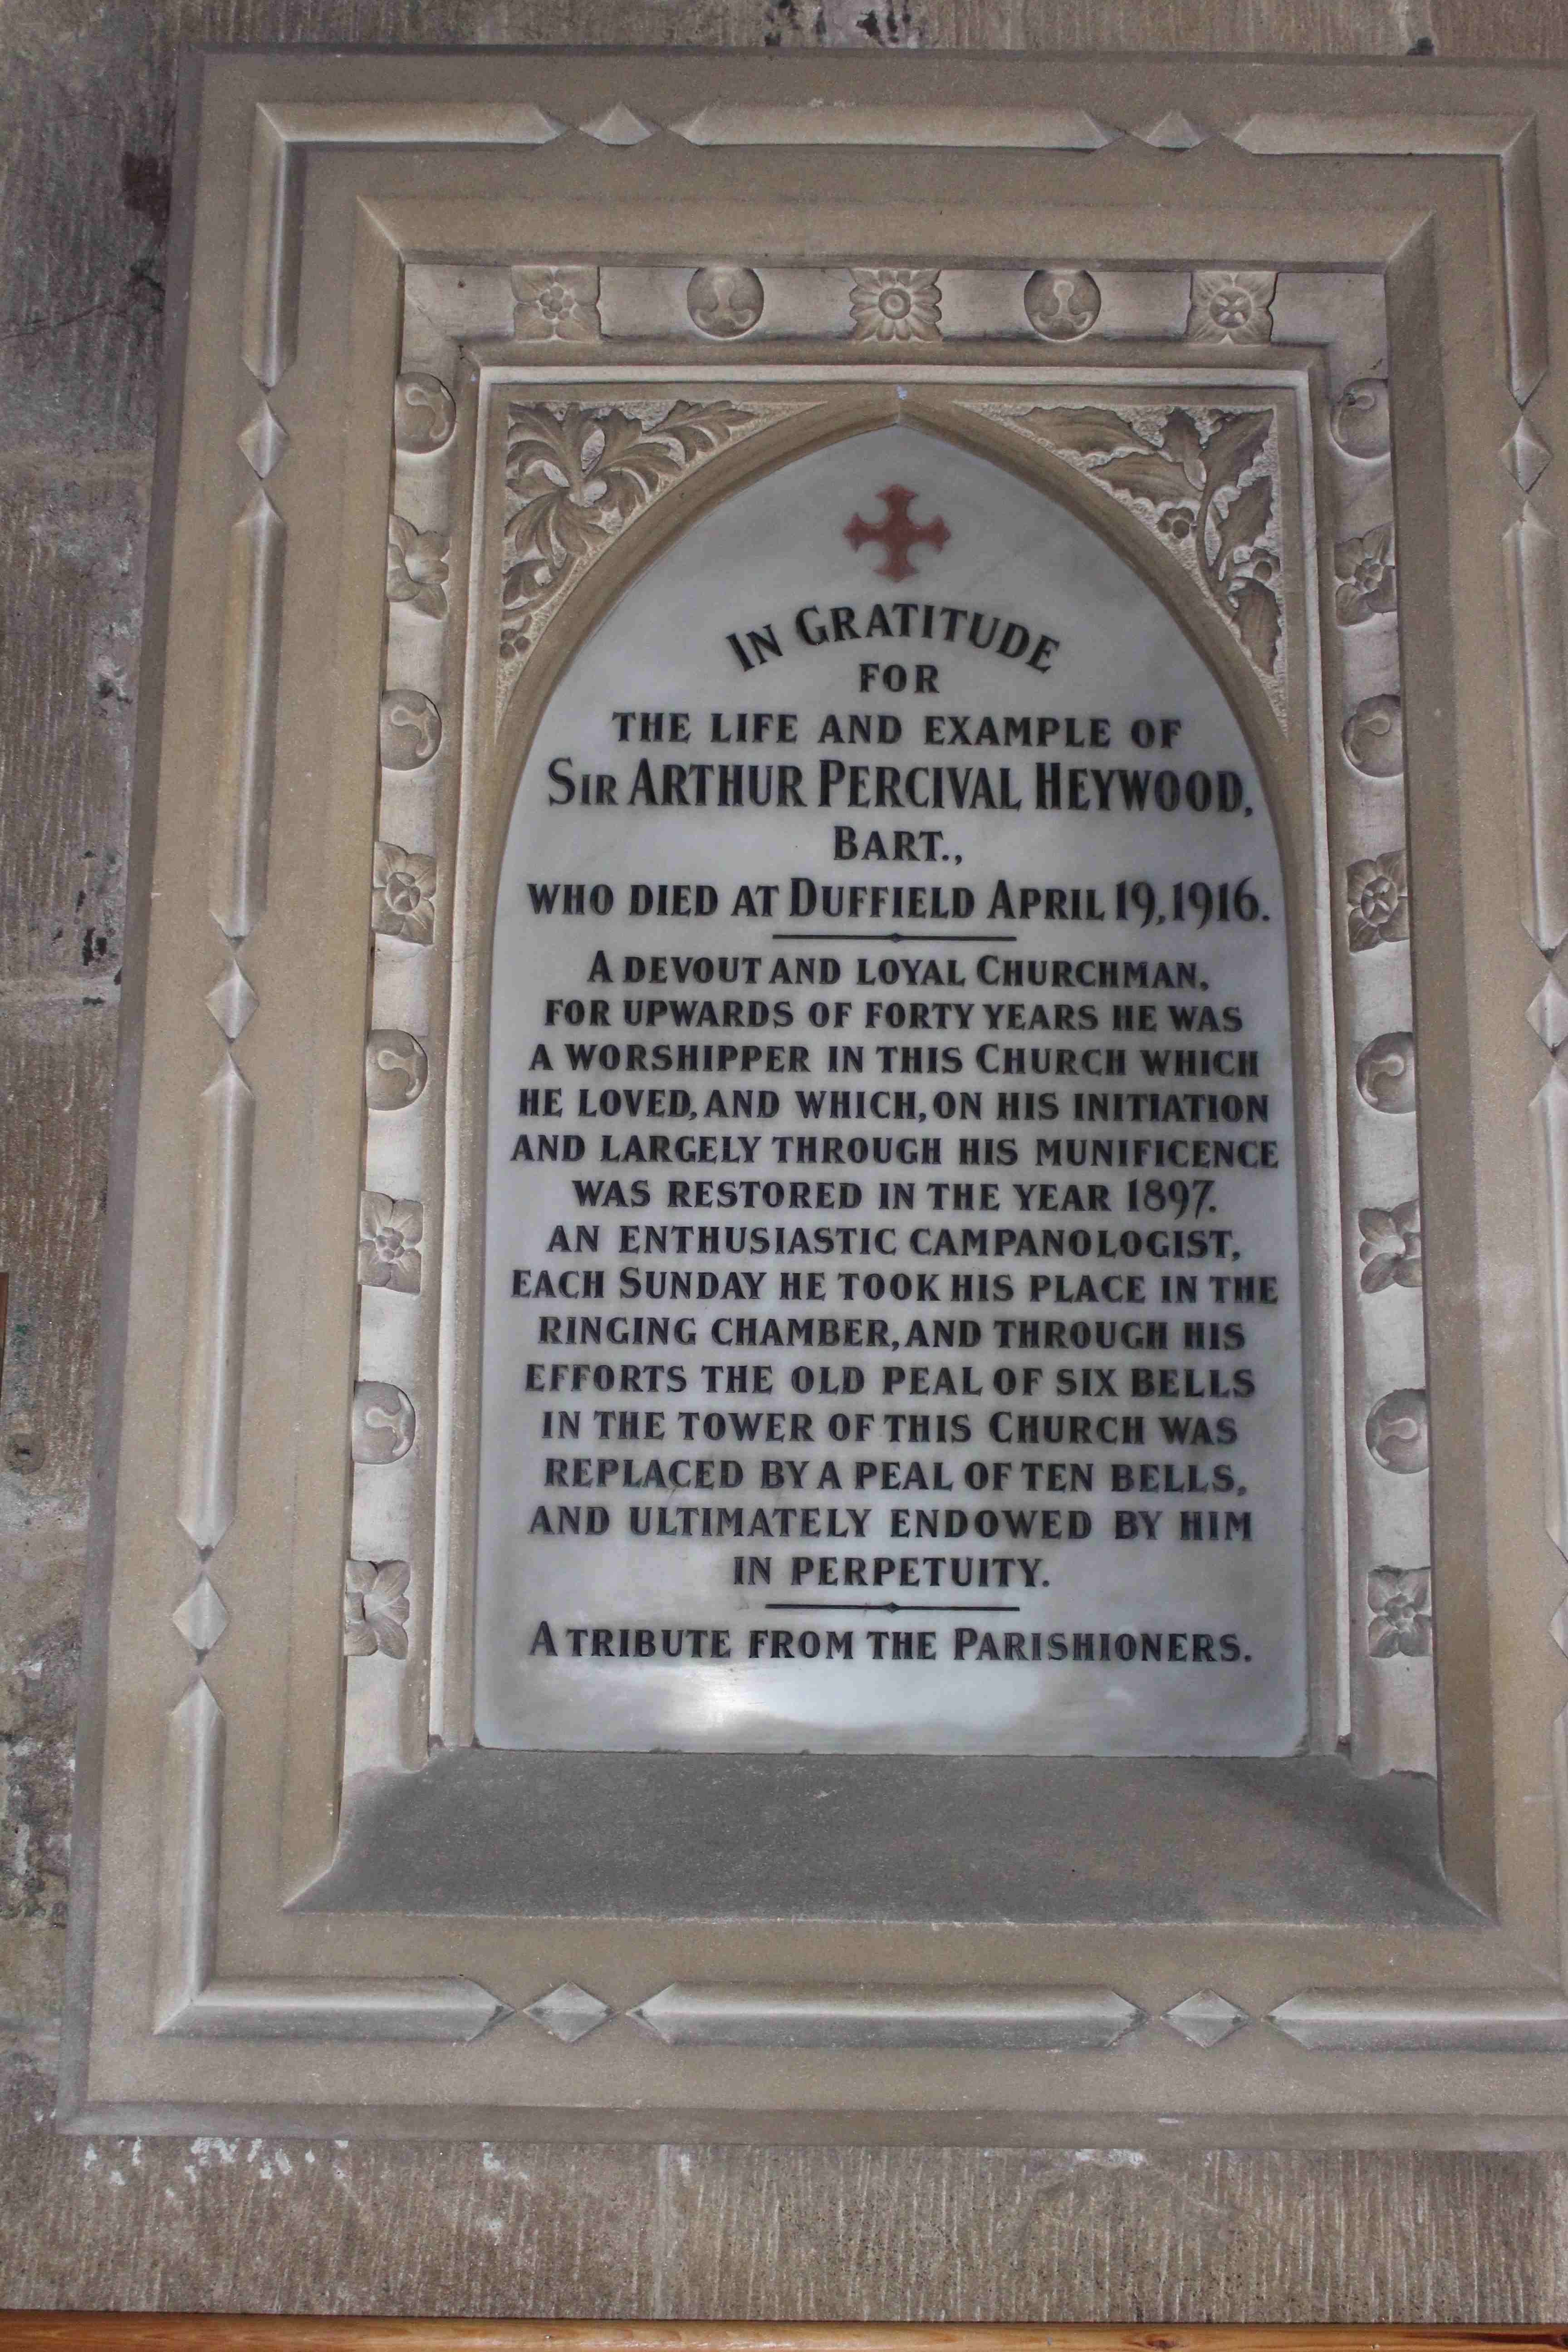 IN GRATITUDE
FOR
THE LIFE AND EXAMPLE OF
SIR ARTHUR PERCIVAL HEYWOOD,
BART.,
WHO DIED AT DUFFIELD APRIL 19, 1916.
A DEVOUT AND LOYAL CHURCHMAN,
FOR UPWARDS OF FORTY YEARS HE WAS
A WORSHIPPER IN THIS CHURCH WHICH
HE LOVED, AND WHICH, ON HIS INITIATION
AND LARGELY THROUGH HIS MUNIFICENCE
WAS RESTORED IN THE YEAR 1897.
AN ENTHUSIASTIC CAMPANOLOGIST,
EACH SUNDAY HE TOOK HIS PLACE IN THE
RINGING CHAMBER, AND THROUGH HIS
EFFORTS THE OLD PEAL OF SIX BELLS
IN THE TOWER OF THIS CHURCH WAS
REPLACED BY A PEAL OF TEN BELLS,
AND ULTIMATELY ENDOWED BY HIM
IN PERPETUITY.
A TRIBUTE FROM THE PARISHIONERS.